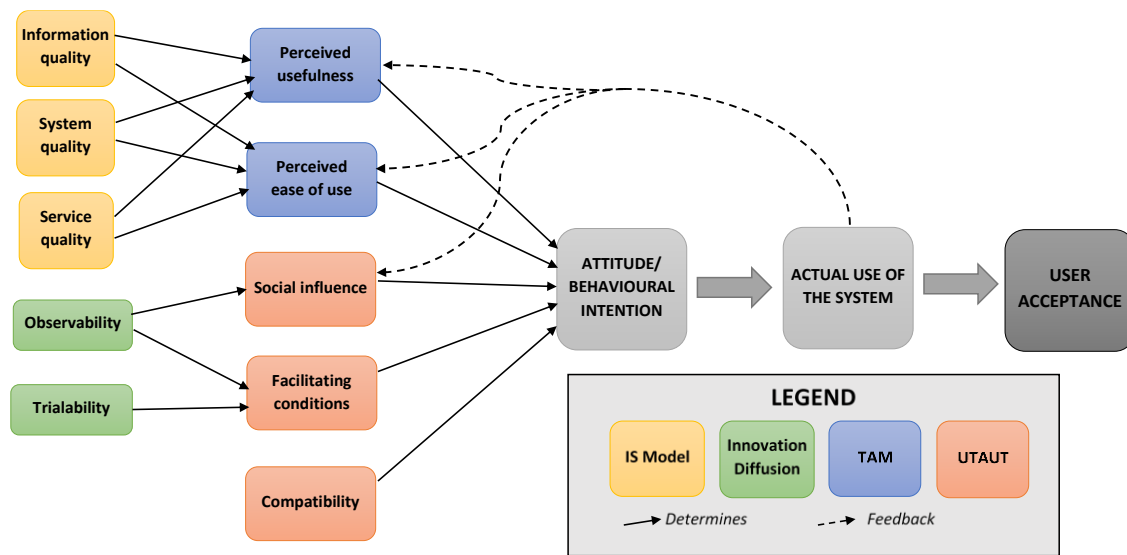 Information
quality
System
quality
Service
quality
Observability
Trialability
Perceived
usefulness
Perceived
ease of use
Social influence
Facilitating
conditions
Compatibility
ATTITUDE/
BEHAVIOURAL
INTENTION
ACTUAL USE OF
THE SYSTEM
USER
ACCEPTANCE
LEGEND
IS Model
Innovation
Diffusion
TAM
UTAUT
Determines
Feedback